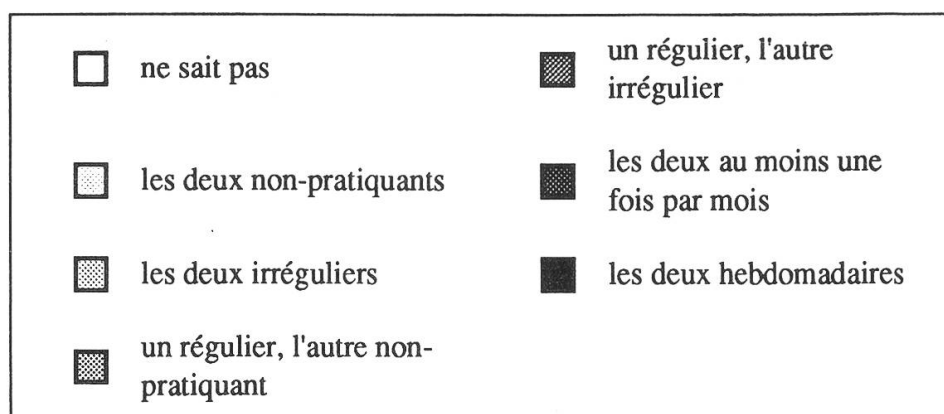 ne sait pas
les deux non-pratiquants
les deux irréguliers
un régulier, l'autre non-
pratiquant
un régulier, l'autre
irrégulier
les deux au moins une
fois par mois
les deux hebdomadaires